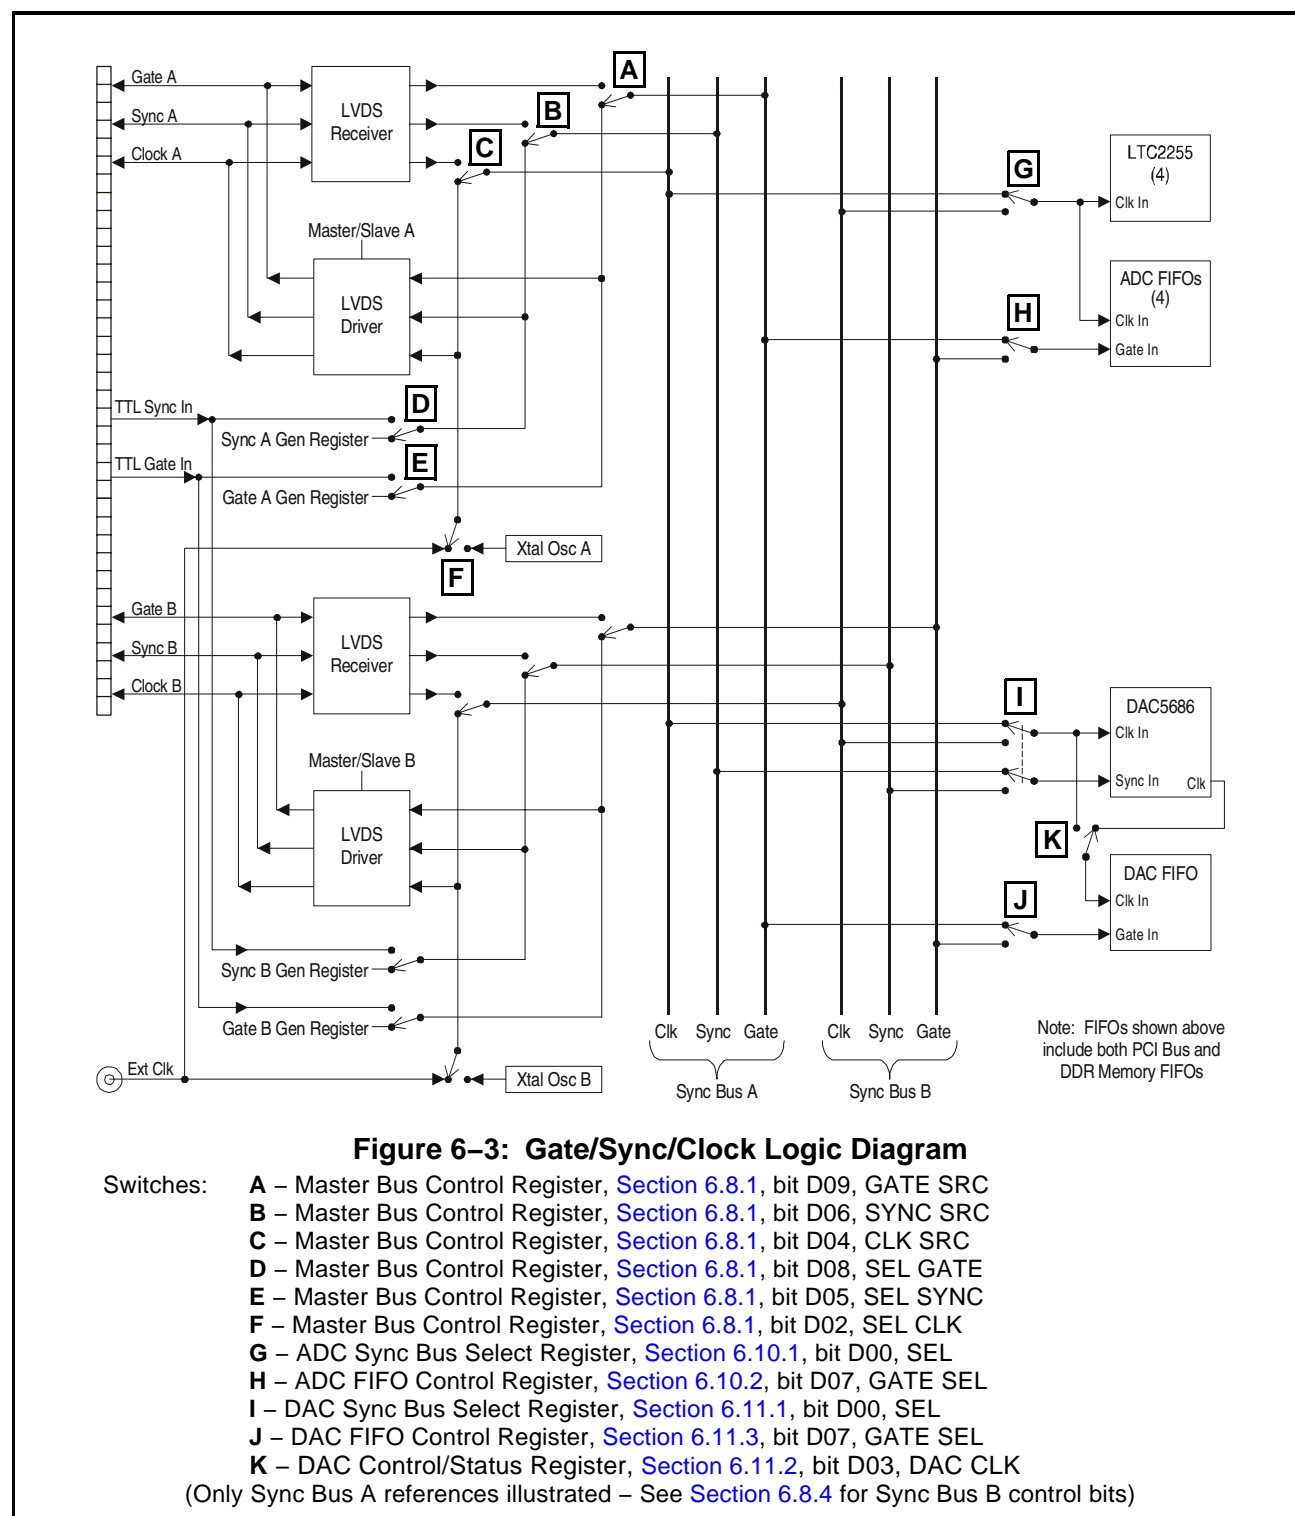 Gate A
Sync A
Clock A
LVDS
Receiver
A
B
C
Master/Slave A
LVDS
Driver
TTL Sync In
Sync A Gen Register
D
TTL Gate In
Gate A Gen Register
E
Xtal Osc A
F
G
LTC2255
(4)
Clk In
H
ADC FIFOs
(4)
Clk In
Gate In
Gate B
Sync B
Clock B
LVDS
Receiver
Master/Slave B
LVDS
Driver
Sync B Gen Register
Gate B Gen Register
Ext Clk
Xtal Osc B
I
DAC5686
Clk In
Sync In
Clk
K
DAC FIFO
Clk In
J
Gate In
Clk Sync Gate Clk Sync Gate
Sync Bus A Sync Bus B
Note: FIFOs shown above
include both PCI Bus and
DDR Memory FIFOs
Figure 6–3: Gate/Sync/Clock Logic Diagram
Switches: A – Master Bus Control Register, Section 6.8.1, bit D09, GATE SRC
B – Master Bus Control Register, Section 6.8.1, bit D06, SYNC SRC
C – Master Bus Control Register, Section 6.8.1, bit D04, CLK SRC
D – Master Bus Control Register, Section 6.8.1, bit D08, SEL GATE
E – Master Bus Control Register, Section 6.8.1, bit D05, SEL SYNC
F – Master Bus Control Register, Section 6.8.1, bit D02, SEL CLK
G – ADC Sync Bus Select Register, Section 6.10.1, bit D00, SEL
H – ADC FIFO Control Register, Section 6.10.2, bit D07, GATE SEL
I – DAC Sync Bus Select Register, Section 6.11.1, bit D00, SEL
J – DAC FIFO Control Register, Section 6.11.3, bit D07, GATE SEL
K – DAC Control/Status Register, Section 6.11.2, bit D03, DAC CLK
(Only Sync Bus A references illustrated – See Section 6.8.4 for Sync Bus B control bits)